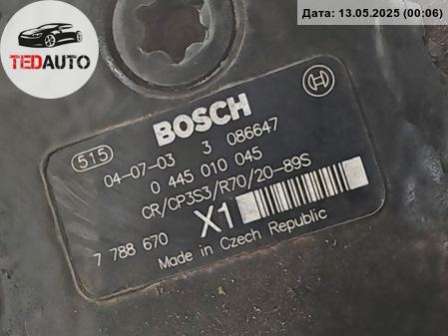 Дата: 13.05.2025 (00:06)
TEDAUTO
BOSCH
515
04-07-03 3 086647
0 445 010 045
CR/CP3S3/R70/20-89S
7 788 670 X1
Made in Czech Republic